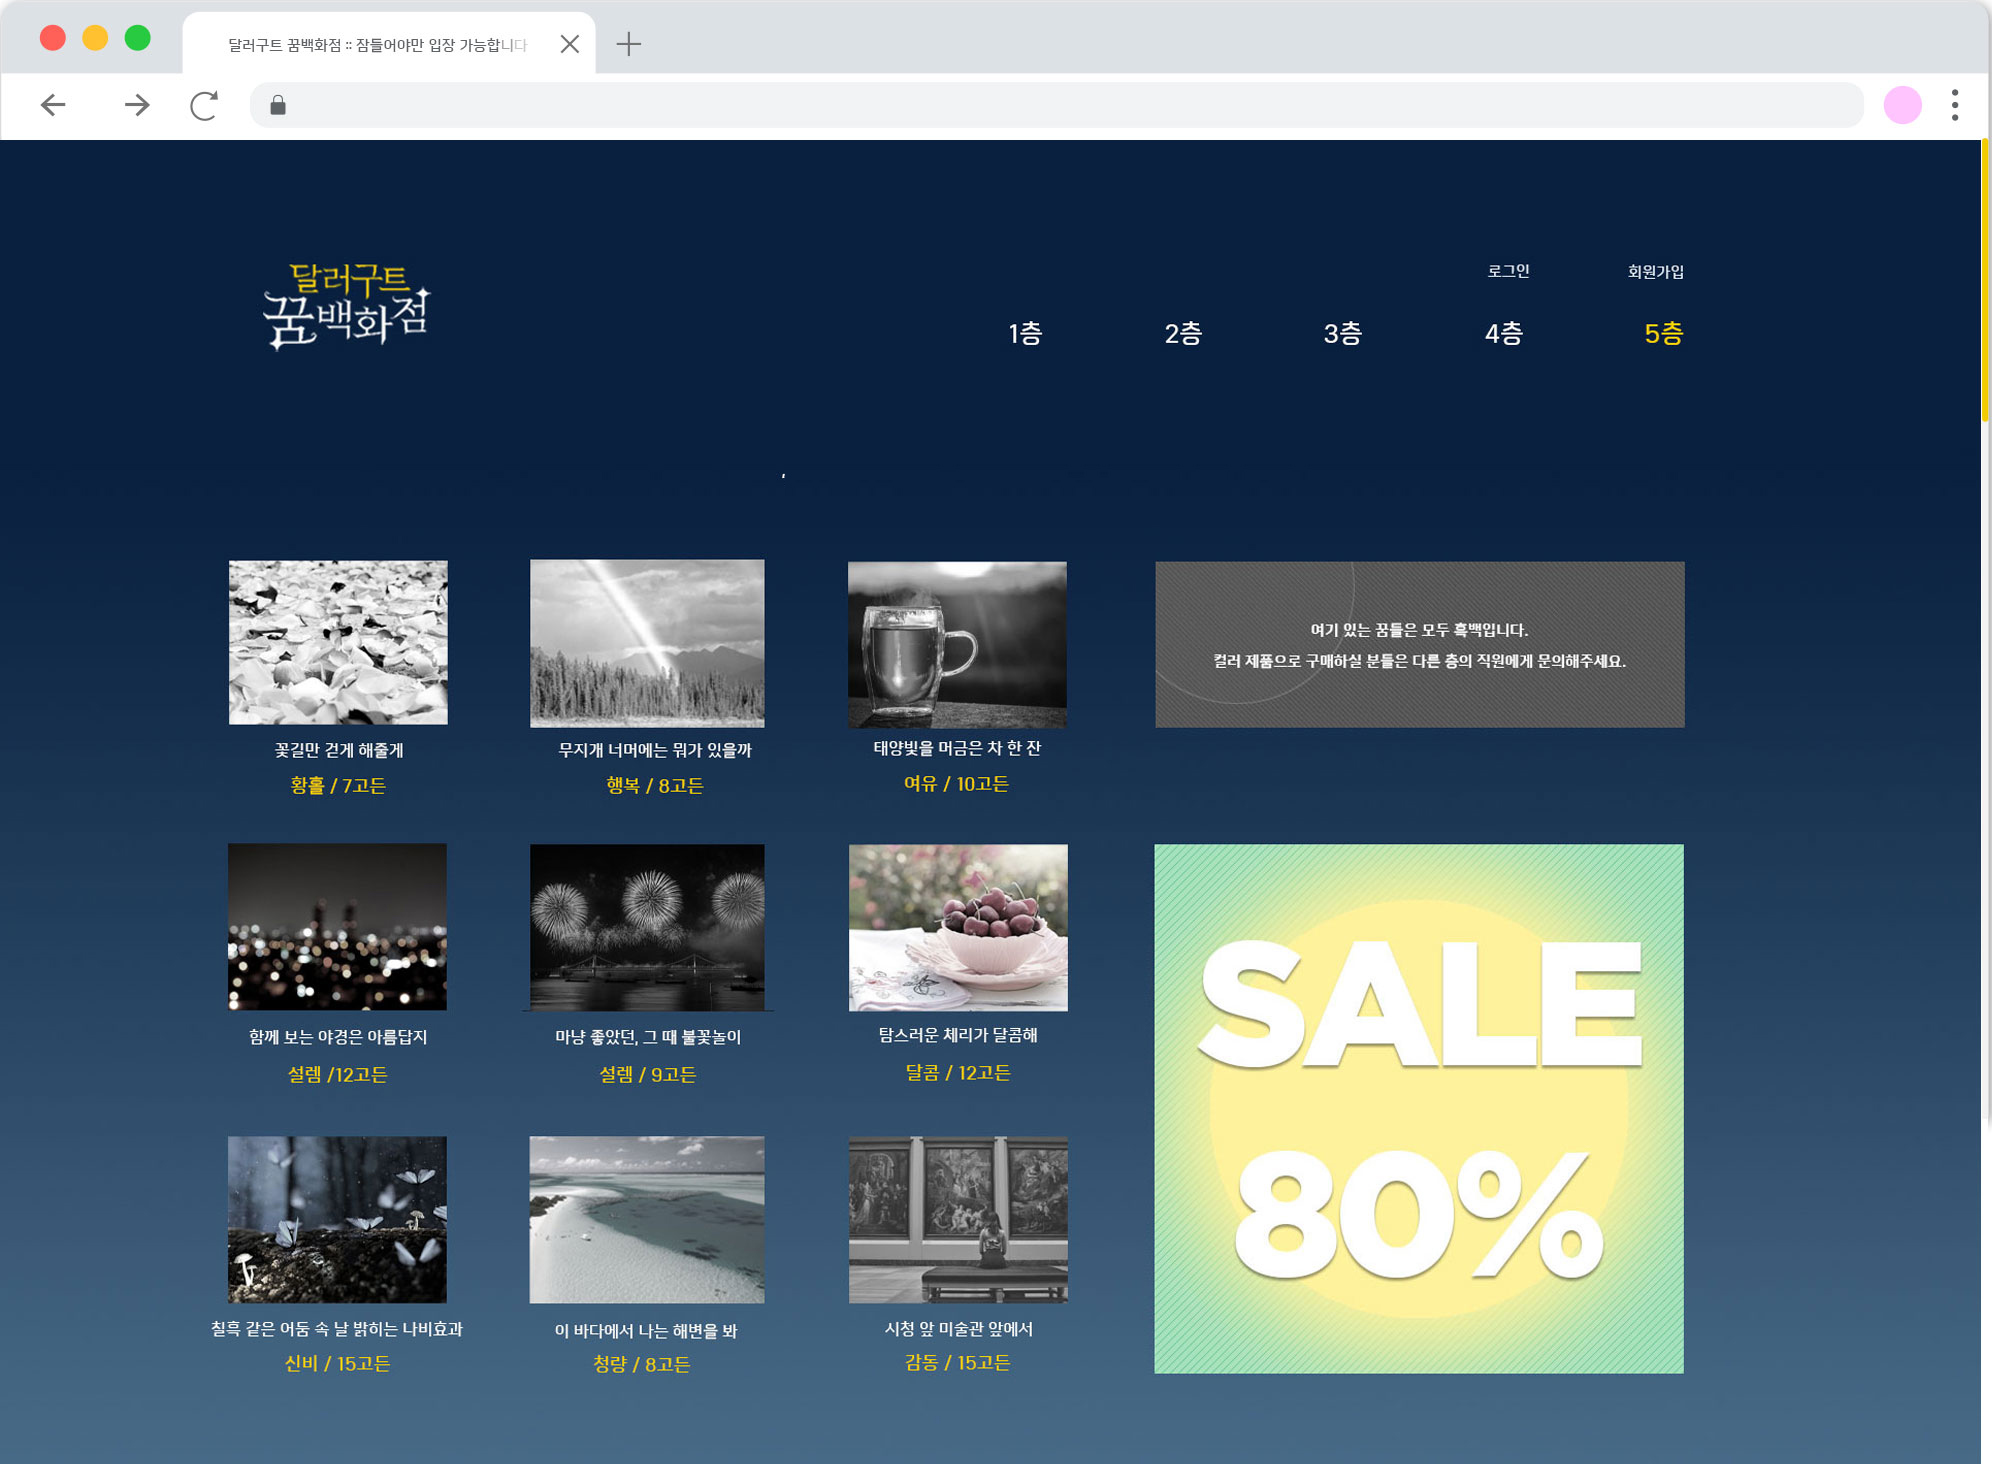 달러구트 꿈백화점 :: 잠들어야만 입장 가능합니다
달러구트
꿈백화점
로그인
회원가입
1층
2층
3층
4층
5층
꽃길만 걷게 해줄게
황홀 / 7고든
무지개 너머에는 뭐가 있을까
행복 / 8고든
태양빛을 머금은 차 한 잔
여유 / 10고든
여기 있는 꿈들은 모두 흑백입니다.
컬러 제품으로 구매하실 분들은 다른 층의 직원에게 문의해주세요.
함께 보는 야경은 아름답지
설렘 /12고든
마냥 좋았던, 그 때 불꽃놀이
설렘 / 9고든
탐스러운 체리가 달콤해
달콤 / 12고든
SALE
80%
칠흑 같은 어둠 속 날 밝히는 나비효과
신비 / 15고든
이 바다에서 나는 해변을 봐
청량 / 8고든
시청 앞 미술관 앞에서
감동 / 15고든